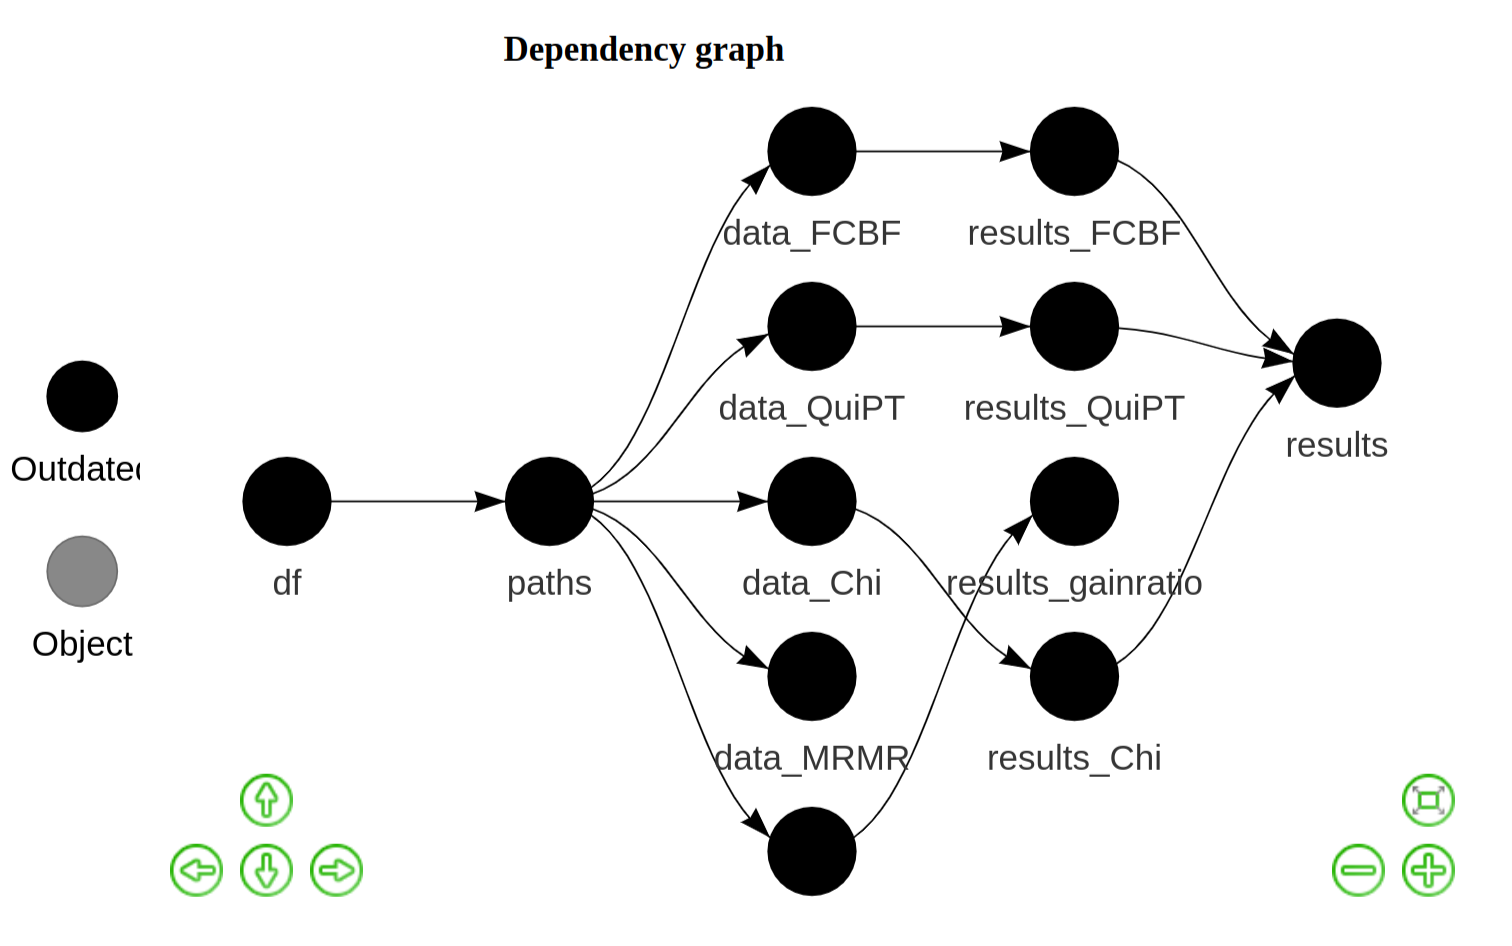 Dependency graph
data_FCBF
results_FCBF
data_QuiPT
results_QuiPT
results
Outdated
df
paths
data_Chi
results_gainratio
Object
data_MRMR
results_Chi